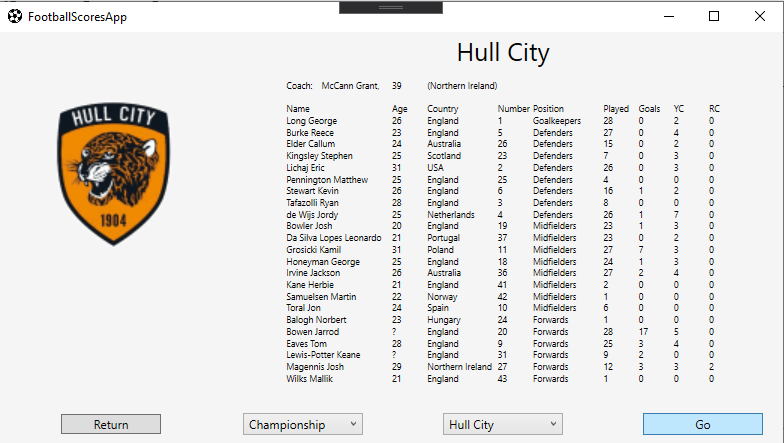 FootballScoresApp
Hull City
Coach: McCann Grant, 39 (Northern Ireland)
HULL CITY
1904
Name Age Country Number Position Played Goals YC RC
Long George 26 England 1 Goalkeepers 28 0 2 0
Burke Reece 23 England 5 Defenders 27 0 4 0
Elder Callum 24 Australia 26 Defenders 15 0 2 0
Kingsley Stephen 25 Scotland 23 Defenders 7 0 3 0
Lichaj Eric 31 USA 2 Defenders 26 0 3 0
Pennington Matthew 25 England 25 Defenders 4 0 0 0
Stewart Kevin 26 England 6 Defenders 16 1 2 0
Tafazolli Ryan 28 England 3 Defenders 8 0 0 0
de Wijs Jordy 25 Netherlands 4 Defenders 26 1 7 0
Bowler Josh 20 England 19 Midfielders 23 1 3 0
Da Silva Lopes Leonardo 21 Portugal 37 Midfielders 23 0 2 0
Grosicki Kamil 31 Poland 11 Midfielders 27 7 3 0
Honeyman George 25 England 18 Midfielders 24 1 3 0
Irvine Jackson 26 Australia 36 Midfielders 27 2 4 0
Kane Herbie 21 England 41 Midfielders 2 0 0 0
Samuelsen Martin 22 Norway 42 Midfielders 1 0 0 0
Toral Jon 24 Spain 10 Midfielders 6 0 0 0
Balogh Norbert 23 Hungary 24 Forwards 1 0 0 0
Bowen Jarrod ? England 20 Forwards 28 17 5 0
Eaves Tom 28 England 9 Forwards 25 3 4 0
Lewis-Potter Keane ? England 31 Forwards 9 2 0 0
Magennis Josh 29 Northern Ireland 27 Forwards 12 3 3 2
Wilks Mallik 21 England 43 Forwards 1 0 0 0
Return Championship Hull City Go